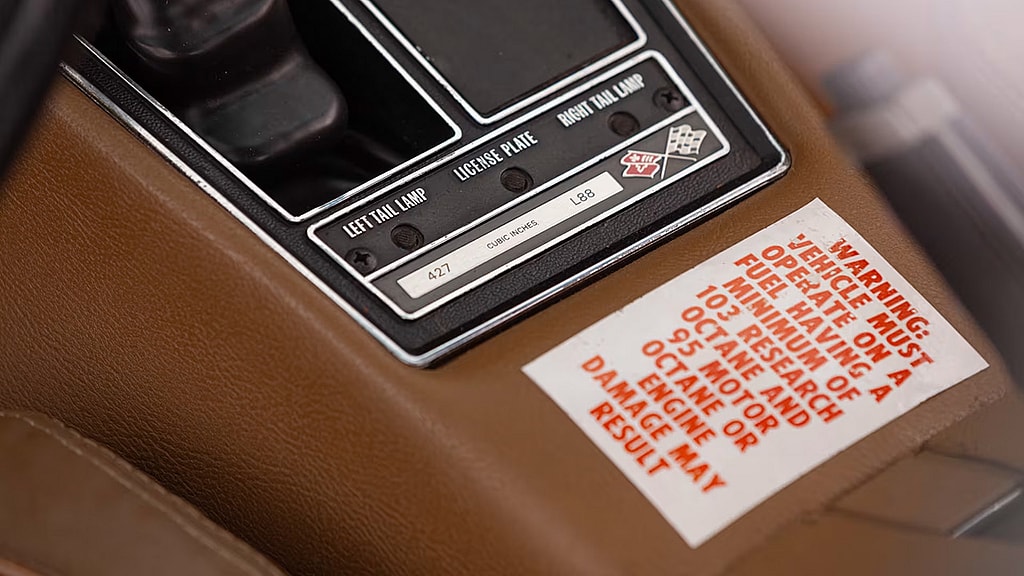 LEFT TAIL LAMP
LICENSE PLATE
RIGHT TAIL LAMP
427 CUBIC INCHES L88
WARNING:
VEHICLE MUST
OPERATE ON
FUEL HAVING A
MINIMUM OF
103 RESEARCH
OCTANE AND
95 MOTOR
OCTANE OR
ENGINE
DAMAGE MAY
RESULT